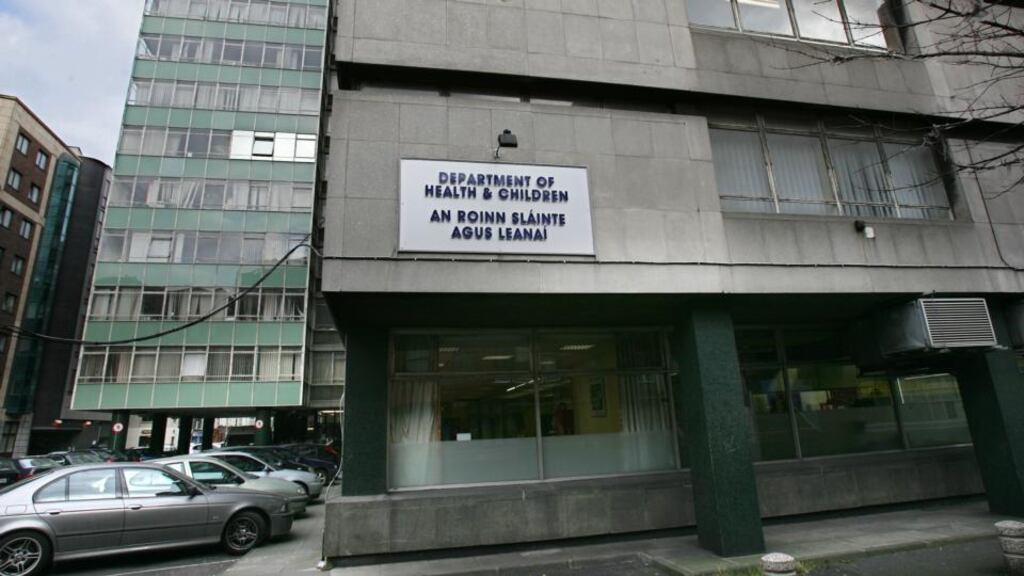 DEPARTMENT OF
HEALTH & CHILDREN
AN ROINN SLÁINTE
AGUS LEANAÍ